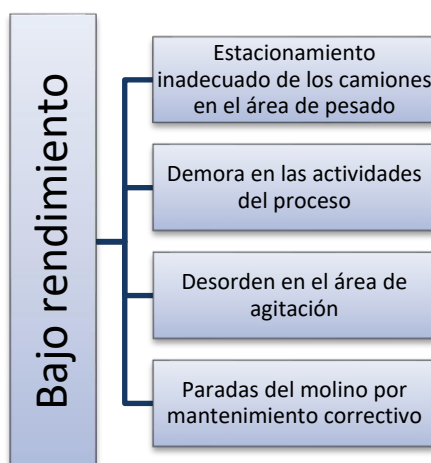 Bajo rendimiento
Estacionamiento
inadecuado de los camiones
en el área de pesado
Demora en las actividades
del proceso
Desorden en el área de
agitación
Paradas del molino por
mantenimiento correctivo